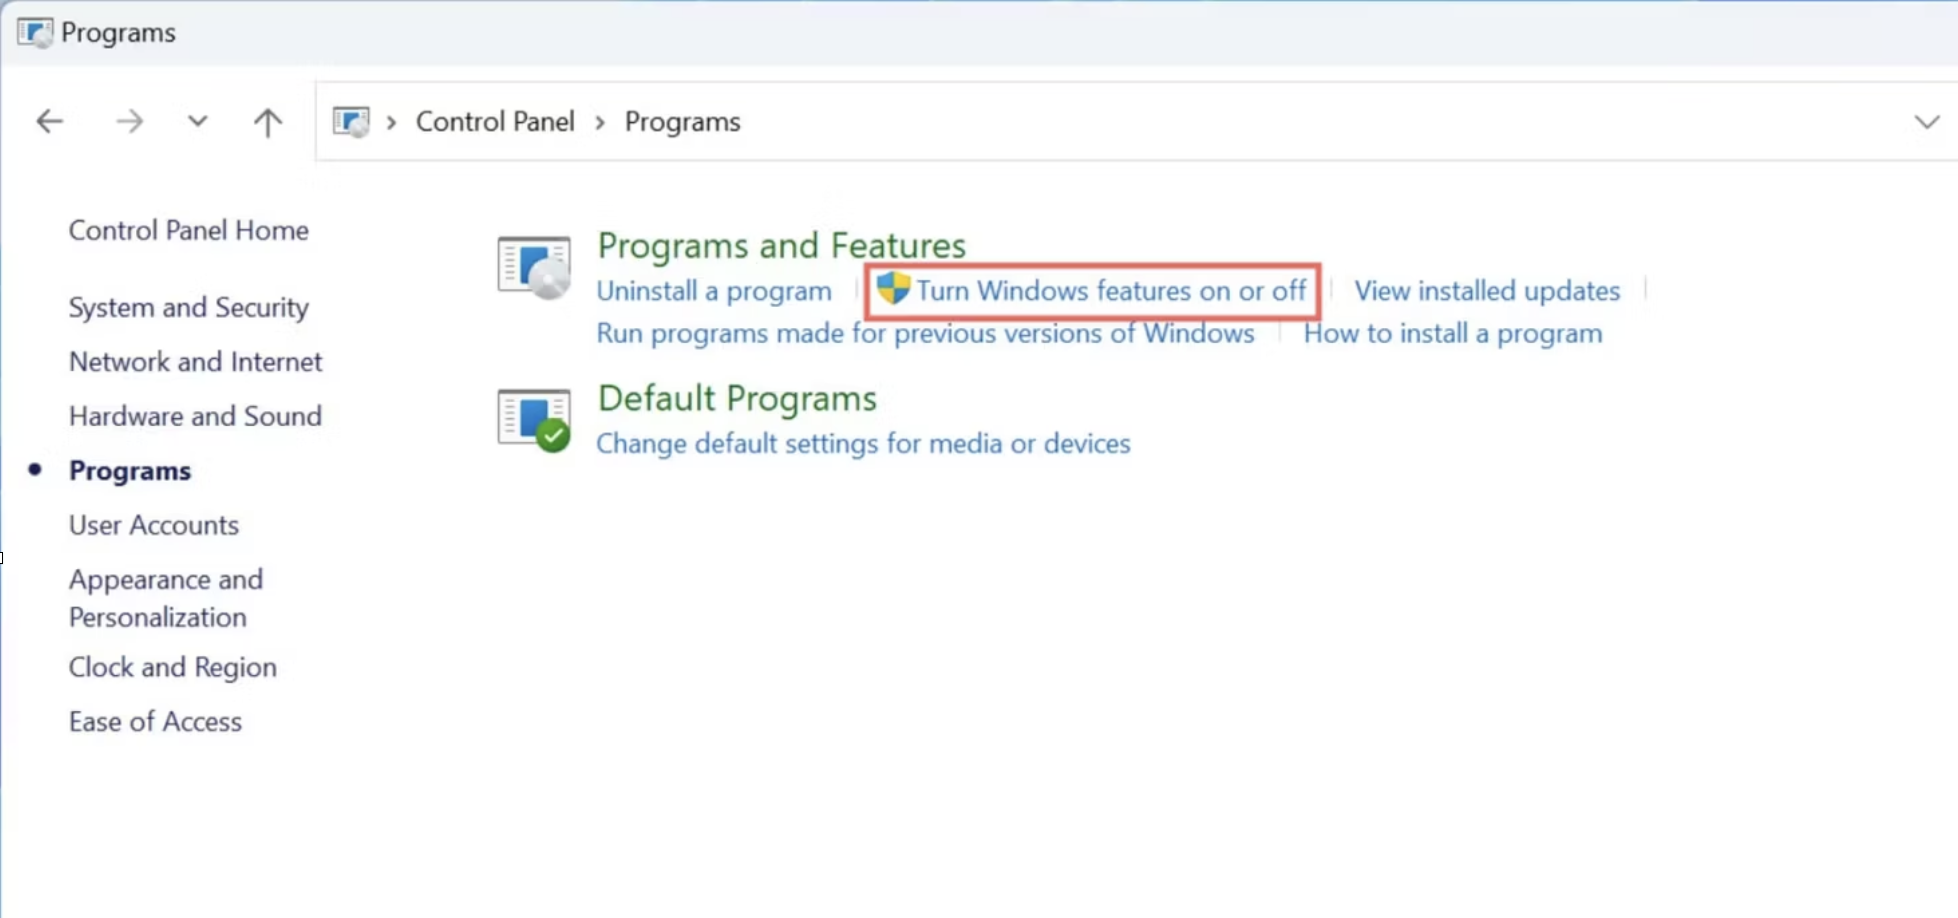 Programs
Control Panel > Programs
Control Panel Home
System and Security
Network and Internet
Hardware and Sound
Programs
User Accounts
Appearance and
Personalization
Clock and Region
Ease of Access
Programs and Features
Uninstall a program | Turn Windows features on or off | View installed updates |
Run programs made for previous versions of Windows | How to install a program
Default Programs
Change default settings for media or devices